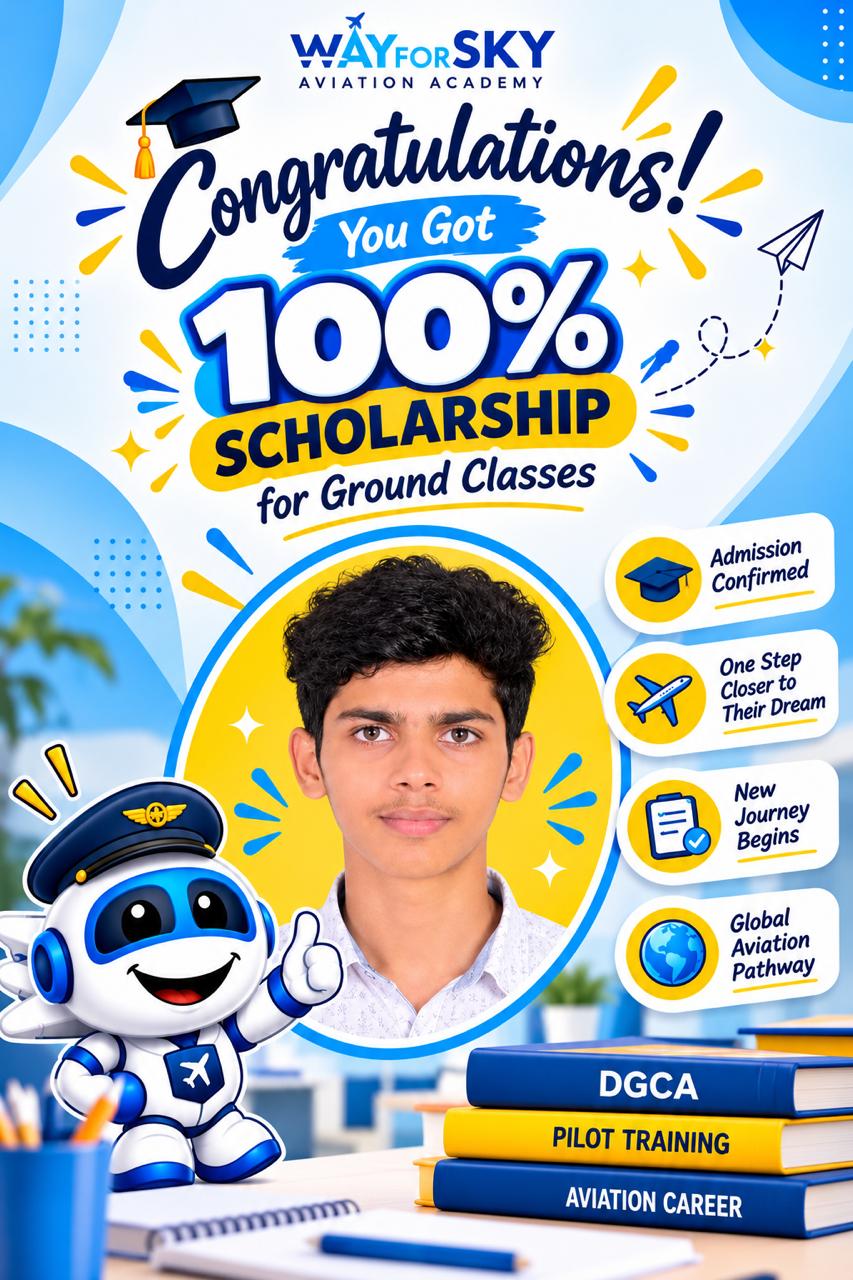 WAYFORSKY
AVIATION ACADEMY
Congratulations!
You Got
100%
SCHOLARSHIP
for Ground Classes
Admission
Confirmed
One Step
Closer to
Their Dream
New
Journey
Begins
Global
Aviation
Pathway
DGCA
PILOT TRAINING
AVIATION CAREER